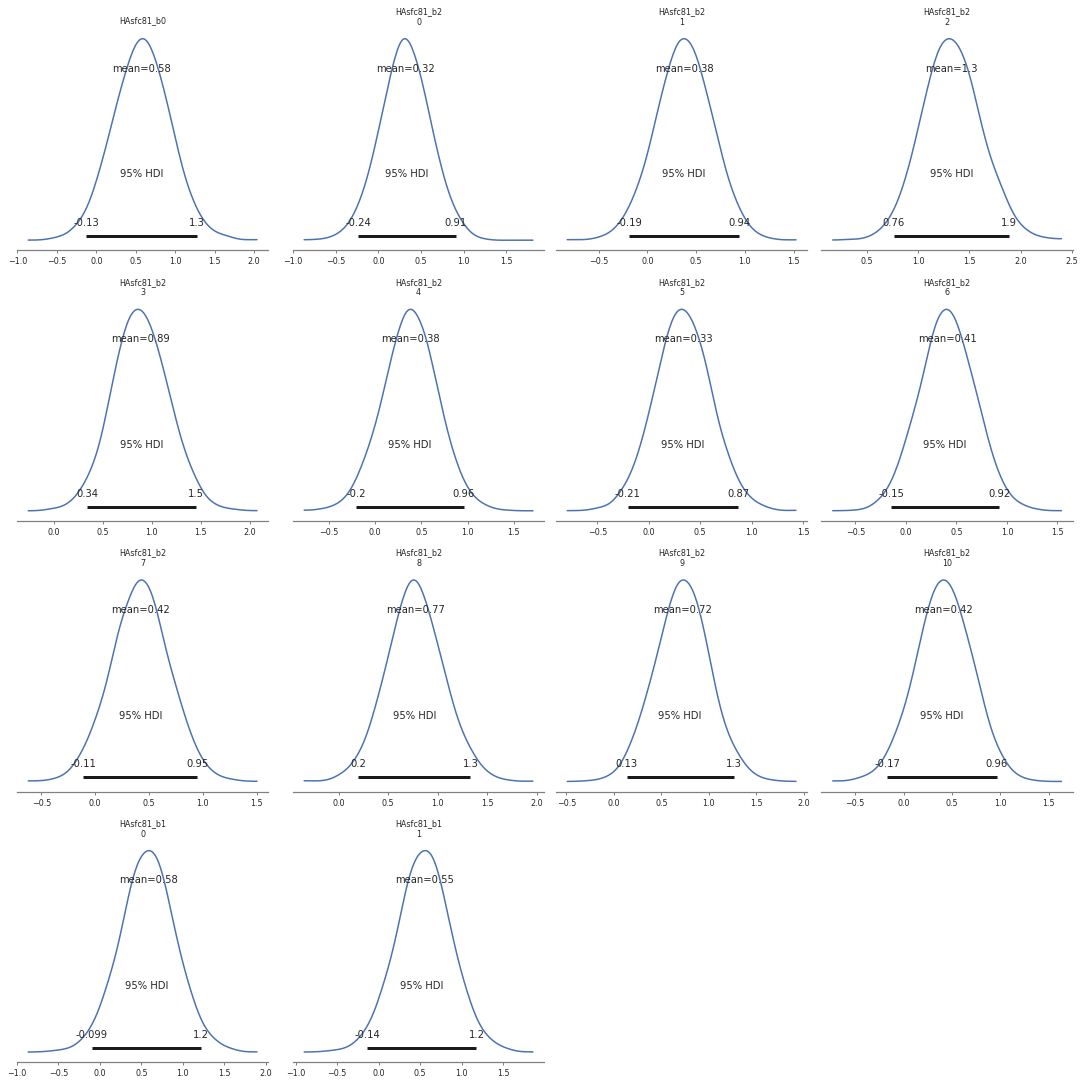 HAsfc81_b0
mean=0.58
95% HDI
-0.13 1.3
−1.0 −0.5 0.0 0.5 1.0 1.5 2.0
HAsfc81_b2
0
mean=0.32
95% HDI
-0.24 0.91
−1.0 −0.5 0.0 0.5 1.0 1.5
HAsfc81_b2
1
mean=0.38
95% HDI
-0.19 0.94
−0.5 0.0 0.5 1.0 1.5
HAsfc81_b2
2
mean=1.3
95% HDI
0.76 1.9
0.5 1.0 1.5 2.0 2.5
HAsfc81_b2
3
mean=0.89
95% HDI
0.34 1.5
0.0 0.5 1.0 1.5 2.0
HAsfc81_b2
4
mean=0.38
95% HDI
-0.2 0.96
−0.5 0.0 0.5 1.0 1.5
HAsfc81_b2
5
mean=0.33
95% HDI
-0.21 0.87
−0.5 0.0 0.5 1.0 1.5
HAsfc81_b2
6
mean=0.41
95% HDI
-0.15 0.92
−0.5 0.0 0.5 1.0 1.5
HAsfc81_b2
7
mean=0.42
95% HDI
-0.11 0.95
−0.5 0.0 0.5 1.0 1.5
HAsfc81_b2
8
mean=0.77
95% HDI
0.2 1.3
0.0 0.5 1.0 1.5 2.0
HAsfc81_b2
9
mean=0.72
95% HDI
0.13 1.3
−0.5 0.0 0.5 1.0 1.5 2.0
HAsfc81_b2
10
mean=0.42
95% HDI
-0.17 0.96
−0.5 0.0 0.5 1.0 1.5
HAsfc81_b1
0
mean=0.58
95% HDI
-0.099 1.2
−1.0 −0.5 0.0 0.5 1.0 1.5 2.0
HAsfc81_b1
1
mean=0.55
95% HDI
-0.14 1.2
−1.0 −0.5 0.0 0.5 1.0 1.5